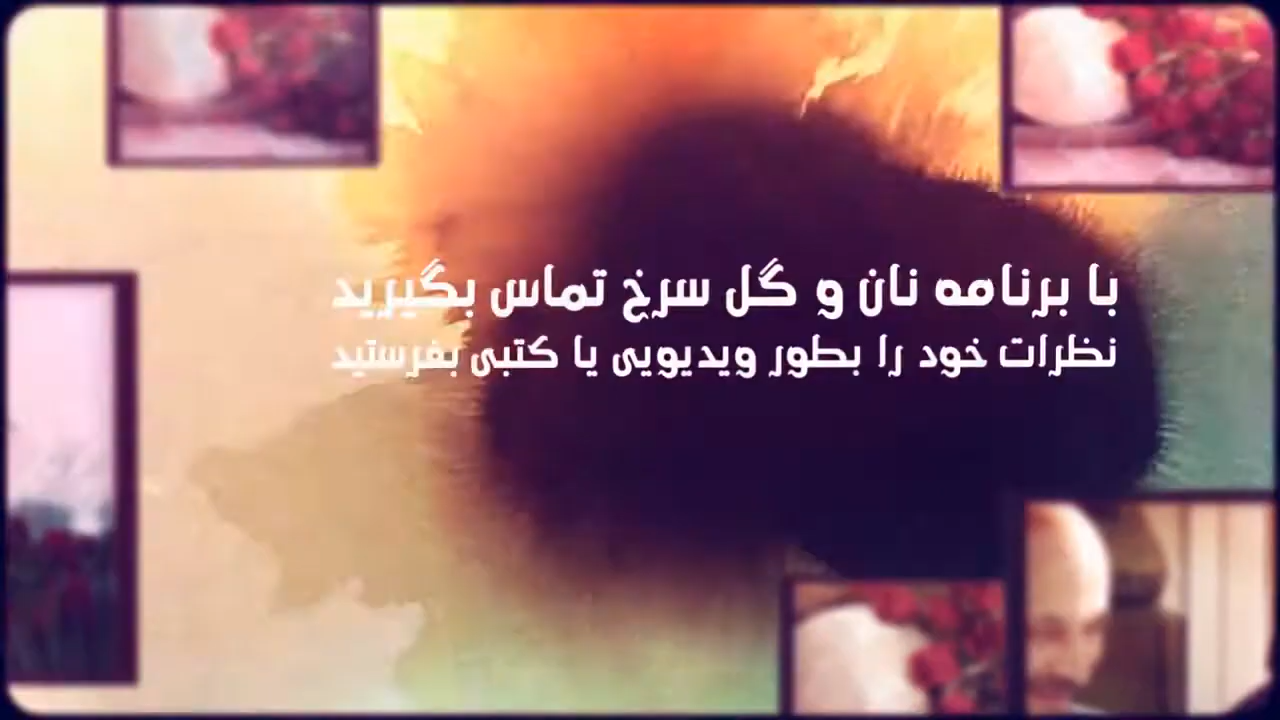 با برنامه نان و گل سرخ تماس بگیرید
نظرات خود را بطور ویدیویی یا کتبی بفرستید